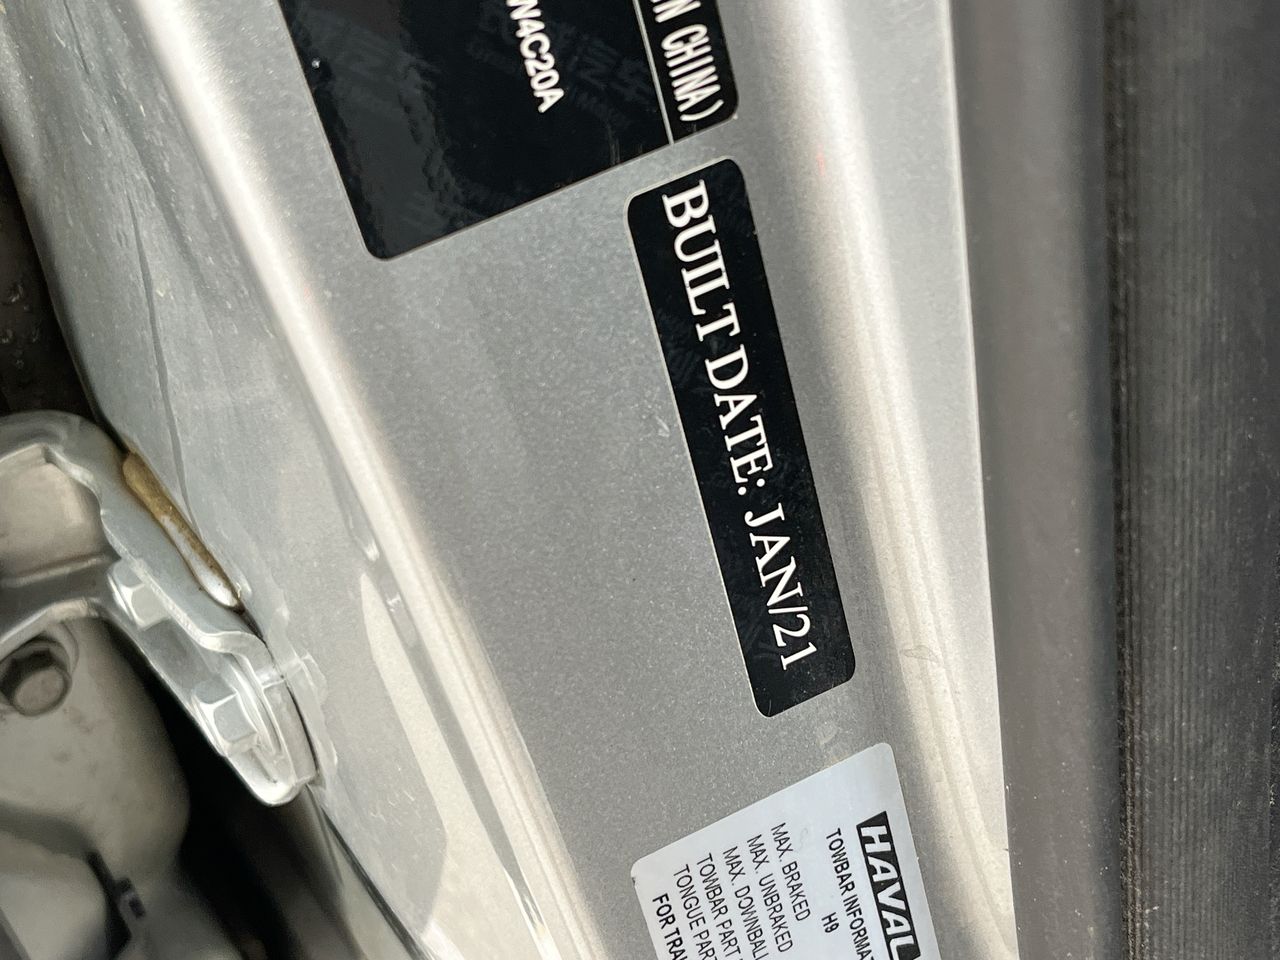 N CHINA)
N4C20A
BUILT DATE: JAN/21
HAVAL
TOWBAR INFORMAT
H9
MAX. BRAKED
MAX. UNBRAKED
MAX. DOWNBALL
TOWBAR PART
TONGUE PART
FOR TRA